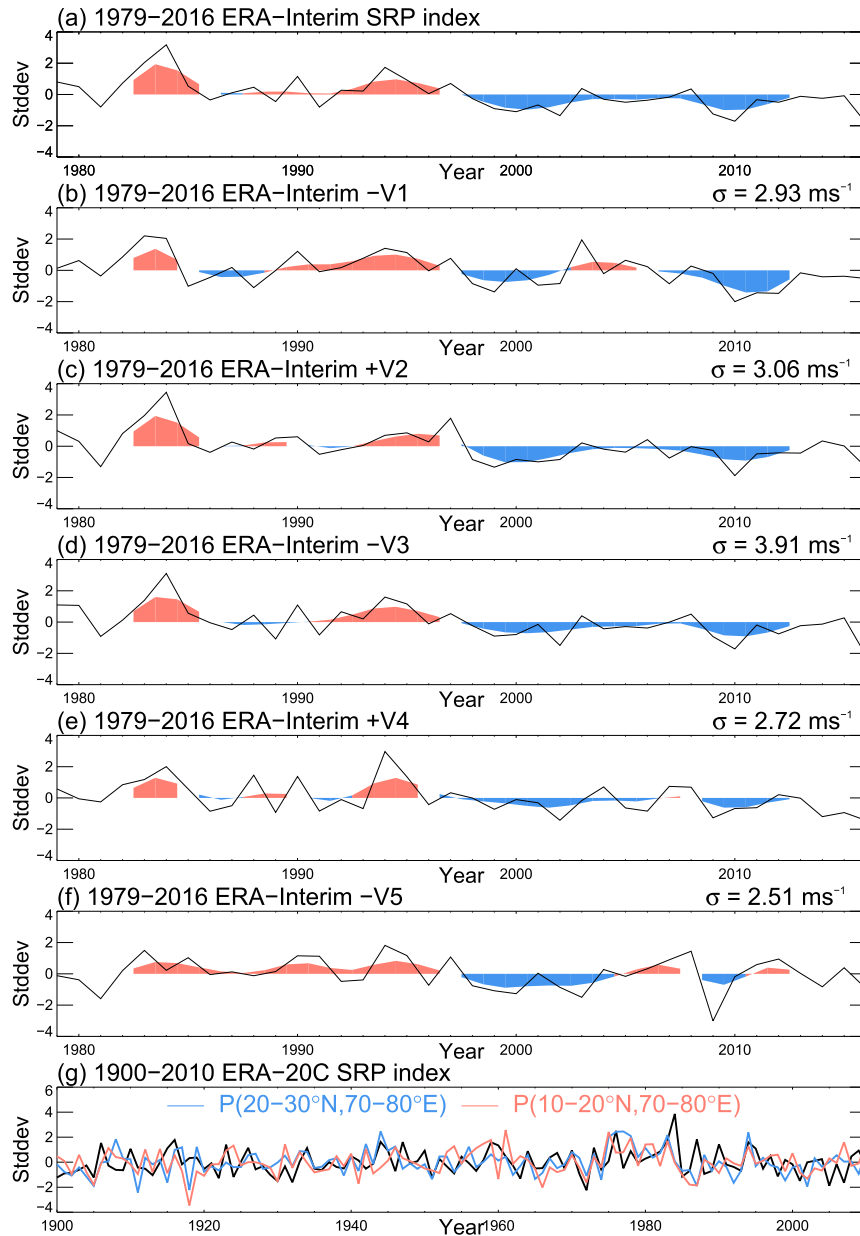 (a) 1979−2016 ERA−Interim SRP index
4
2
0
−2
−4
Stddev
1980 1990 2000 2010
Year
(b) 1979−2016 ERA−Interim −V1 σ = 2.93 ms⁻¹
4
2
0
−2
−4
Stddev
1980 1990 2000 2010
Year
(c) 1979−2016 ERA−Interim +V2 σ = 3.06 ms⁻¹
4
2
0
−2
−4
Stddev
1980 1990 2000 2010
Year
(d) 1979−2016 ERA−Interim −V3 σ = 3.91 ms⁻¹
4
2
0
−2
−4
Stddev
1980 1990 2000 2010
Year
(e) 1979−2016 ERA−Interim +V4 σ = 2.72 ms⁻¹
4
2
0
−2
−4
Stddev
1980 1990 2000 2010
Year
(f) 1979−2016 ERA−Interim −V5 σ = 2.51 ms⁻¹
4
2
0
−2
−4
Stddev
1980 1990 2000 2010
Year
(g) 1900−2010 ERA−20C SRP index
P(20−30°N,70−80°E) P(10−20°N,70−80°E)
6
4
2
0
−2
−4
Stddev
1900 1920 1940 1960 1980 2000
Year